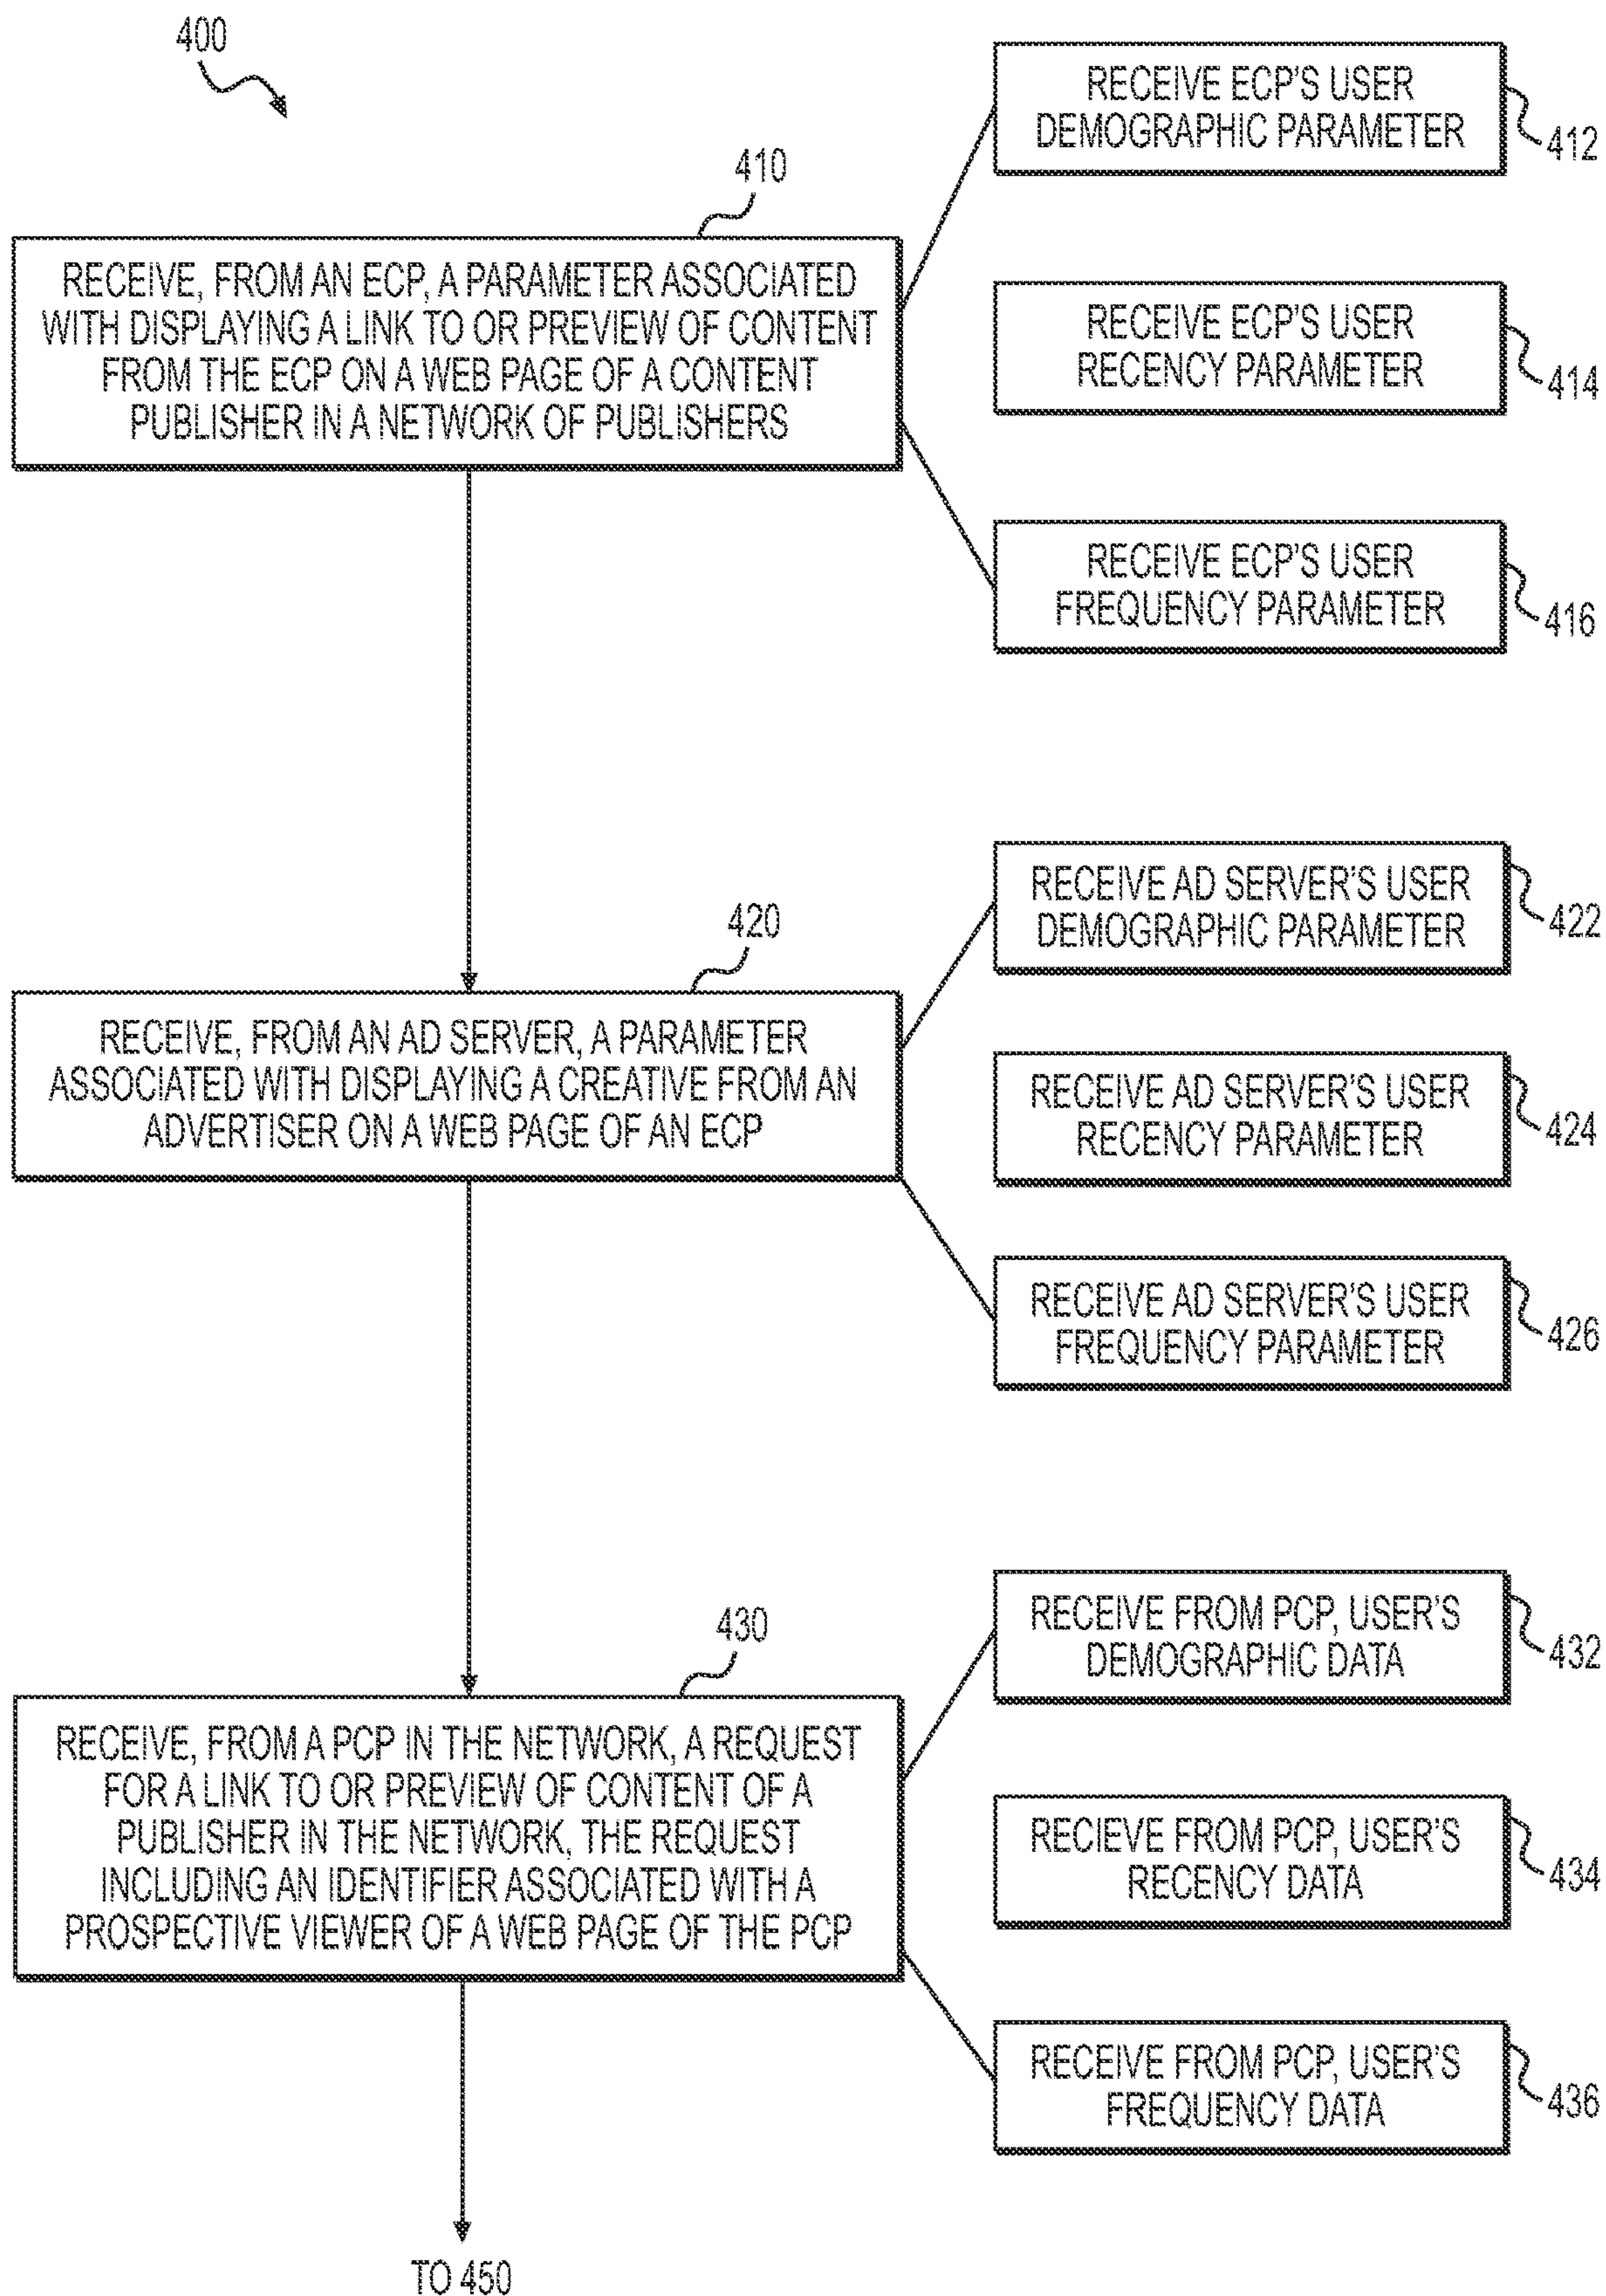 400
410
RECEIVE, FROM AN ECP, A PARAMETER ASSOCIATED
WITH DISPLAYING A LINK TO OR PREVIEW OF CONTENT
FROM THE ECP ON A WEB PAGE OF A CONTENT
PUBLISHER IN A NETWORK OF PUBLISHERS
RECEIVE ECP'S USER
DEMOGRAPHIC PARAMETER
412
RECEIVE ECP'S USER
RECENCY PARAMETER
414
RECEIVE ECP'S USER
FREQUENCY PARAMETER
416
420
RECEIVE, FROM AN AD SERVER, A PARAMETER
ASSOCIATED WITH DISPLAYING A CREATIVE FROM AN
ADVERTISER ON A WEB PAGE OF AN ECP
RECEIVE AD SERVER'S USER
DEMOGRAPHIC PARAMETER
422
RECEIVE AD SERVER'S USER
RECENCY PARAMETER
424
RECEIVE AD SERVER'S USER
FREQUENCY PARAMETER
426
430
RECEIVE, FROM A PCP IN THE NETWORK, A REQUEST
FOR A LINK TO OR PREVIEW OF CONTENT OF A
PUBLISHER IN THE NETWORK, THE REQUEST
INCLUDING AN IDENTIFIER ASSOCIATED WITH A
PROSPECTIVE VIEWER OF A WEB PAGE OF THE PCP
RECEIVE FROM PCP, USER'S
DEMOGRAPHIC DATA
432
RECIEVE FROM PCP, USER'S
RECENCY DATA
434
RECEIVE FROM PCP, USER'S
FREQUENCY DATA
436
TO 450